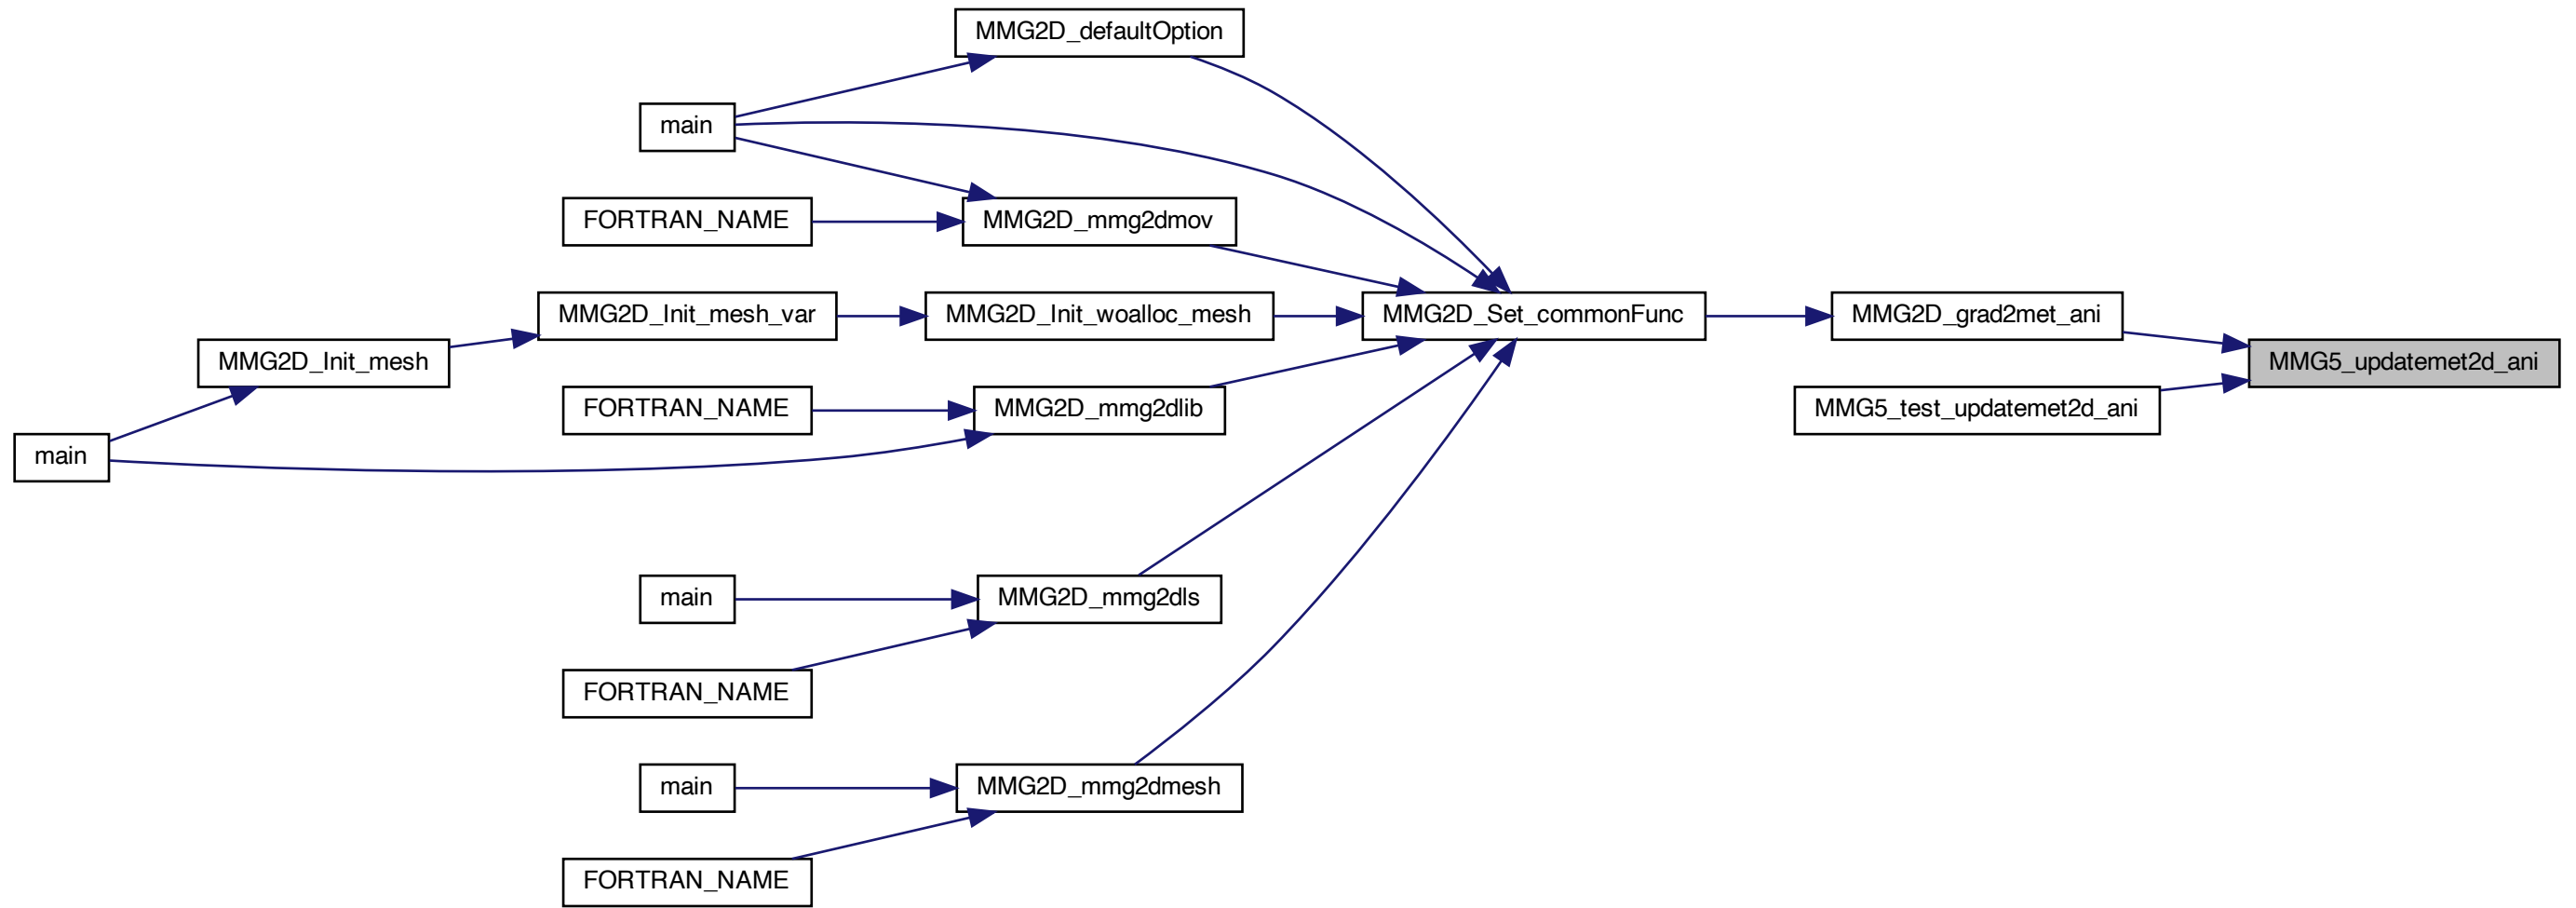 MMG2D_defaultOption
main
FORTRAN_NAME
MMG2D_mmg2dmov
MMG2D_Init_mesh_var
MMG2D_Init_woalloc_mesh
MMG2D_Set_commonFunc
MMG2D_grad2met_ani
MMG2D_Init_mesh
MMG5_updatemet2d_ani
FORTRAN_NAME
MMG2D_mmg2dlib
MMG5_test_updatemet2d_ani
main
main
MMG2D_mmg2dls
FORTRAN_NAME
main
MMG2D_mmg2dmesh
FORTRAN_NAME